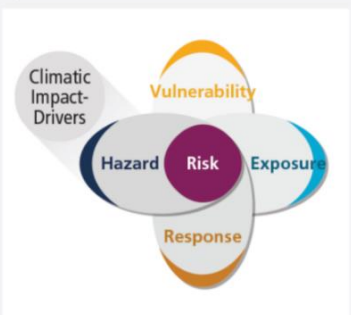 Climatic
Impact-
Drivers
Vulnerability
Hazard
Risk
Exposure
Response